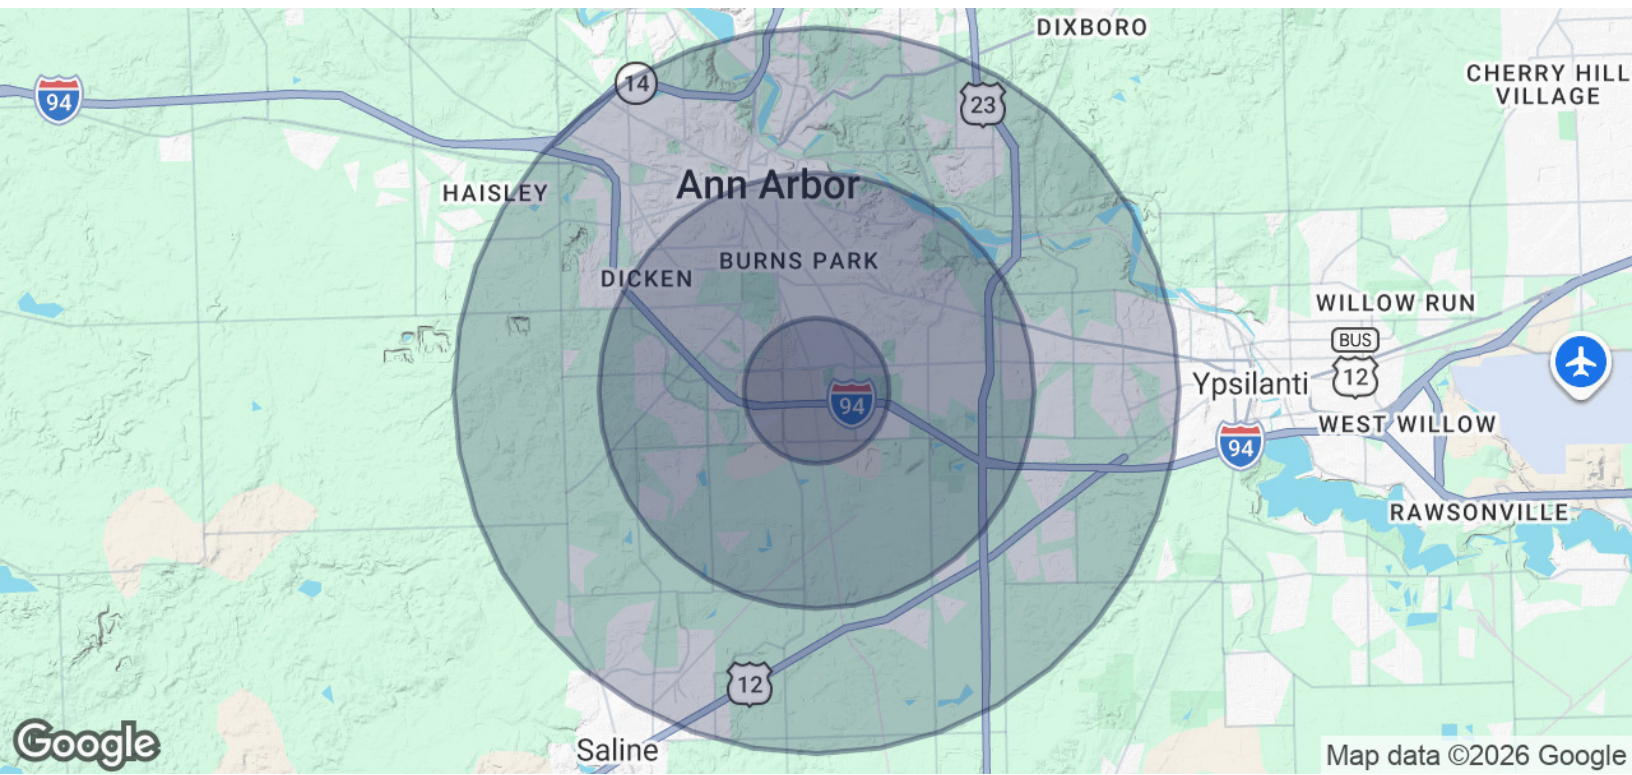 DIXBORO
CHERRY HILL
VILLAGE
94
14
23
HAISLEY
Ann Arbor
BURNS PARK
DICKEN
WILLOW RUN
BUS
12
Ypsilanti
94
WEST WILLOW
94
RAWSONVILLE
12
Saline
Google
Map data ©2026 Google